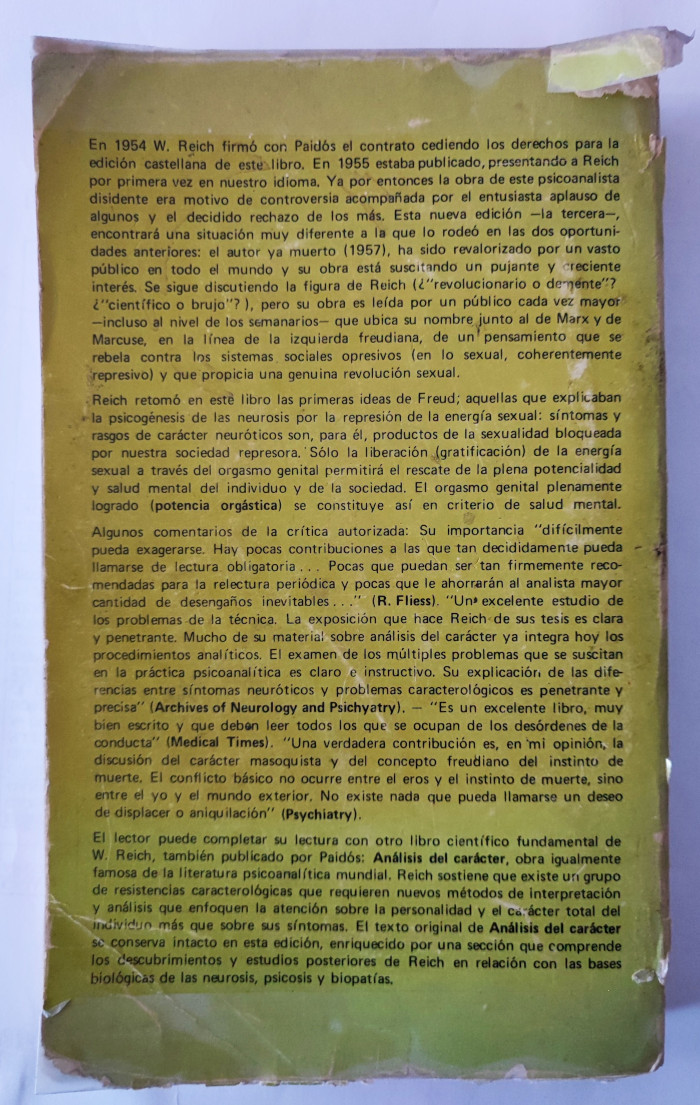 En 1954 W. Reich firmó con Paidós el contrato cediendo los derechos para la
edición castellana de este libro. En 1955 estaba publicado, presentando a Reich
por primera vez en nuestro idioma. Ya por entonces la obra de este psicoanalista
disidente era motivo de controversia acompañada por el entusiasta aplauso de
algunos y el decidido rechazo de los más. Esta nueva edición —la tercera—,
encontrará una situación muy diferente a la que lo rodeó en las dos oportuni-
dades anteriores: el autor ya muerto (1957), ha sido revalorizado por un vasto
público en todo el mundo y su obra está suscitando un pujante y creciente
interés. Se sigue discutiendo la figura de Reich (¿"revolucionario o demente"?
¿"científico o brujo"? ), pero su obra es leída por un público cada vez mayor
—incluso al nivel de los semanarios— que ubica su nombre junto al de Marx y de
Marcuse, en la línea de la izquierda freudiana, de un pensamiento que se
rebela contra los sistemas sociales opresivos (en lo sexual, coherentemente
represivo) y que propicia una genuina revolución sexual.
Reich retomó en este libro las primeras ideas de Freud; aquellas que explicaban
la psicogénesis de las neurosis por la represión de la energía sexual: síntomas y
rasgos de carácter neuróticos son, para él, productos de la sexualidad bloqueada
por nuestra sociedad represora. Sólo la liberación (gratificación) de la energía
sexual a través del orgasmo genital permitirá el rescate de la plena potencialidad
y salud mental del individuo y de la sociedad. El orgasmo genital plenamente
logrado (potencia orgástica) se constituye así en criterio de salud mental.
Algunos comentarios de la crítica autorizada: Su importancia "difícilmente
pueda exagerarse. Hay pocas contribuciones a las que tan decididamente pueda
llamarse de lectura obligatoria... Pocas que puedan ser tan firmemente reco-
mendadas para la relectura periódica y pocas que le ahorrarán al analista mayor
cantidad de desengaños inevitables..." (R. Fliess). "Un excelente estudio de
los problemas de la técnica. La exposición que hace Reich de sus tesis es clara
y penetrante. Mucho de su material sobre análisis del carácter ya integra hoy los
procedimientos analíticos. El examen de los múltiples problemas que se suscitan
en la práctica psicoanalítica es claro e instructivo. Su explicación de las dife-
rencias entre síntomas neuróticos y problemas caracterológicos es penetrante y
precisa" (Archives of Neurology and Psichyatry). — "Es un excelente libro, muy
bien escrito y que deben leer todos los que se ocupan de los desórdenes de la
conducta" (Medical Times). "Una verdadera contribución es, en mi opinión, la
discusión del carácter masoquista y del concepto freudiano del instinto de
muerte. El conflicto básico no ocurre entre el eros y el instinto de muerte, sino
entre el yo y el mundo exterior. No existe nada que pueda llamarse un deseo
de displacer o aniquilación" (Psychiatry).
El lector puede completar su lectura con otro libro científico fundamental de
W. Reich, también publicado por Paidós: Análisis del carácter, obra igualmente
famosa de la literatura psicoanalítica mundial. Reich sostiene que existe un grupo
de resistencias caracterológicas que requieren nuevos métodos de interpretación
y análisis que enfoquen la atención sobre la personalidad y el carácter total del
individuo más que sobre sus síntomas. El texto original de Análisis del carácter
se conserva intacto en esta edición, enriquecido por una sección que comprende
los descubrimientos y estudios posteriores de Reich en relación con las bases
biológicas de las neurosis, psicosis y biopatías.